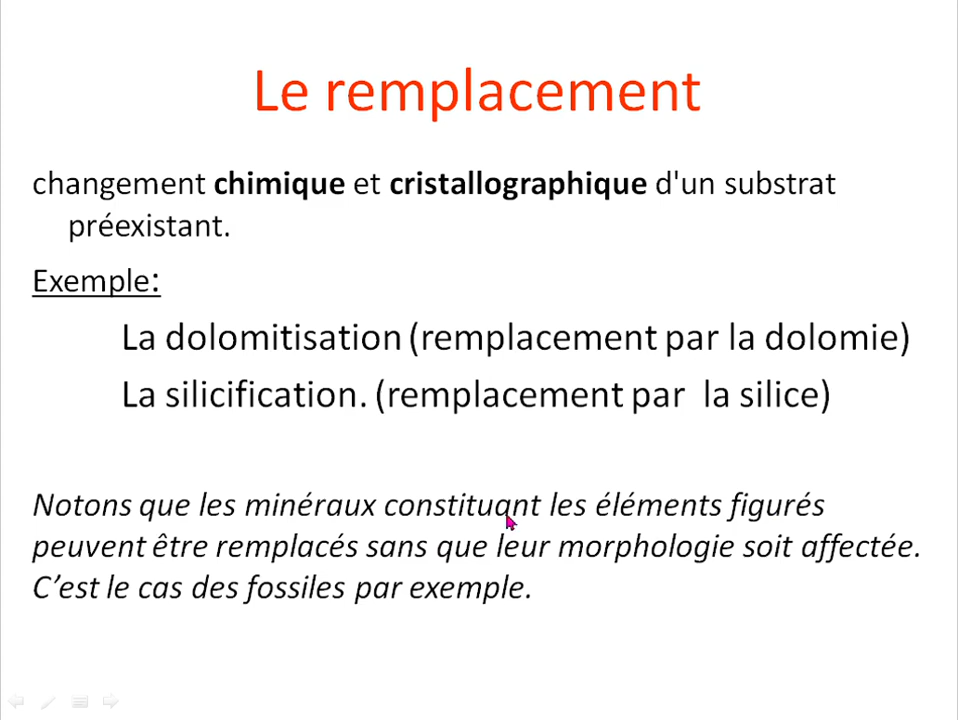 Le remplacement
changement chimique et cristallographique d'un substrat
préexistant.
Exemple:
La dolomitisation (remplacement par la dolomie)
La silicification. (remplacement par la silice)
Notons que les minéraux constituant les éléments figurés
peuvent être remplacés sans que leur morphologie soit affectée.
C’est le cas des fossiles par exemple.